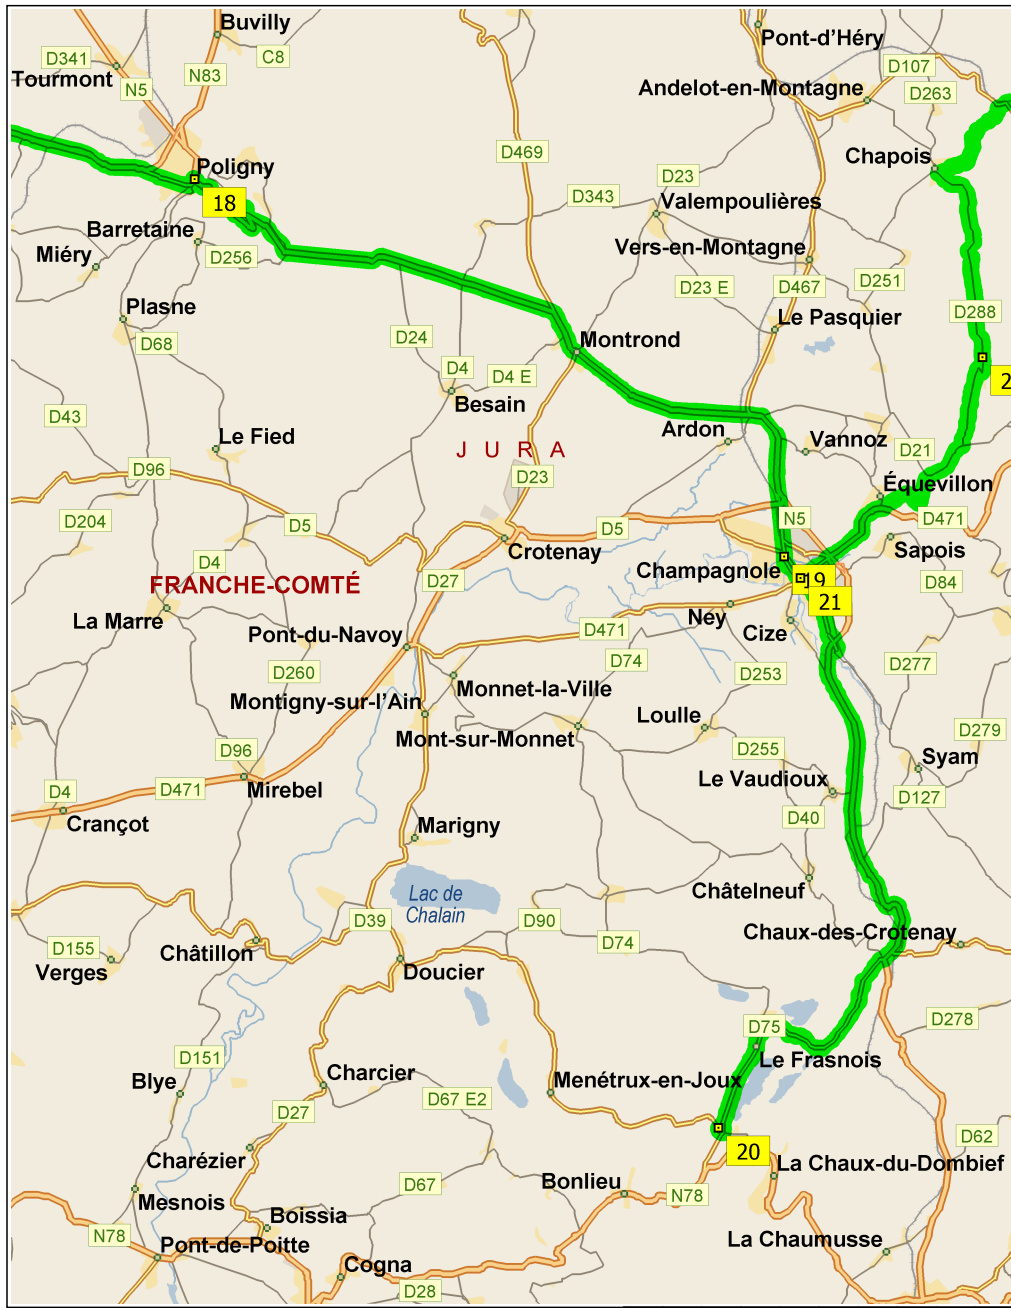 Buvilly
Pont-d'Héry
D341
C8
D107
Tourmont
N83
N5
Andelot-en-Montagne
D263
D469
Chapois
Poligny
D23
D343
18
Valempoulières
Barretaine
Miéry
D256
Vers-en-Montagne
D23 E
D467
D251
Plasne
D288
Le Pasquier
D68
D24
Montrond
D4
D4 E
2
Besain
D43
Le Fied
Ardon
Vannoz
J U R A
D21
D96
D23
Équevillon
D204
D5
D5
N5
D471
Crotenay
Sapois
D4
Champagnole
19
FRANCHE-COMTÉ
D27
D84
21
La Marre
Ney
Pont-du-Navoy
D471
Cize
D74
D277
D260
D253
Monnet-la-Ville
Montigny-sur-l'Ain
Loulle
D279
Mont-sur-Monnet
D96
D255
Syam
Le Vaudioux
D471
Mirebel
D4
D127
Crançot
Marigny
D40
Châtelneuf
Lac de
Chalain
D39
D90
Chaux-des-Crotenay
D155
Châtillon
D74
Verges
Doucier
D278
D75
D151
Le Frasnois
Charcier
Blye
Menétrux-en-Joux
D67 E2
D27
D62
20
Charézier
La Chaux-du-Dombief
D67
Bonlieu
Mesnois
N78
Boissia
N78
La Chaumusse
Pont-de-Poitte
Cogna
D28